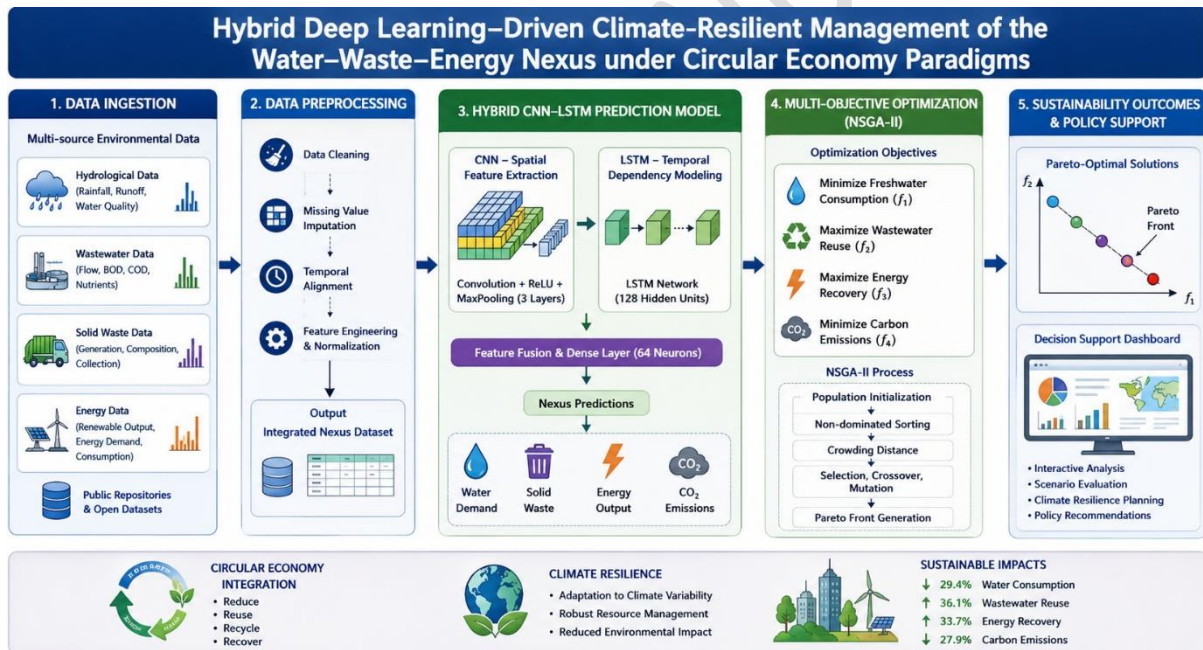 Hybrid Deep Learning–Driven Climate-Resilient Management of the
Water–Waste–Energy Nexus under Circular Economy Paradigms
1. DATA INGESTION
Multi-source Environmental Data
Hydrological Data
(Rainfall, Runoff,
Water Quality)
Wastewater Data
(Flow, BOD, COD,
Nutrients)
Solid Waste Data
(Generation, Composition,
Collection)
Energy Data
(Renewable Output,
Energy Demand,
Consumption)
Public Repositories
& Open Datasets
2. DATA PREPROCESSING
Data Cleaning
Missing Value
Imputation
Temporal
Alignment
Feature Engineering
& Normalization
Output
Integrated Nexus Dataset
3. HYBRID CNN–LSTM PREDICTION MODEL
CNN – Spatial
Feature Extraction
Convolution + ReLU +
MaxPooling (3 Layers)
LSTM – Temporal
Dependency Modeling
LSTM Network
(128 Hidden Units)
Feature Fusion & Dense Layer (64 Neurons)
Nexus Predictions
Water
Demand
Solid
Waste
Energy
Output
CO₂
CO₂
Emissions
4. MULTI-OBJECTIVE OPTIMIZATION
(NSGA-II)
Optimization Objectives
Minimize Freshwater
Consumption (f₁)
Maximize Wastewater
Reuse (f₂)
Maximize Energy
Recovery (f₃)
CO₂
Minimize Carbon
Emissions (f₄)
NSGA-II Process
Population Initialization
Non-dominated Sorting
Crowding Distance
Selection, Crossover,
Mutation
Pareto Front Generation
5. SUSTAINABILITY OUTCOMES
& POLICY SUPPORT
Pareto-Optimal Solutions
f₂
Pareto
Front
f₁
Decision Support Dashboard
• Interactive Analysis
• Scenario Evaluation
• Climate Resilience Planning
• Policy Recommendations
CIRCULAR ECONOMY
INTEGRATION
• Reduce
• Reuse
• Recycle
• Recover
CLIMATE RESILIENCE
• Adaptation to Climate Variability
• Robust Resource Management
• Reduced Environmental Impact
SUSTAINABLE IMPACTS
↓ 29.4% Water Consumption
↑ 36.1% Wastewater Reuse
↑ 33.7% Energy Recovery
↓ 27.9% Carbon Emissions